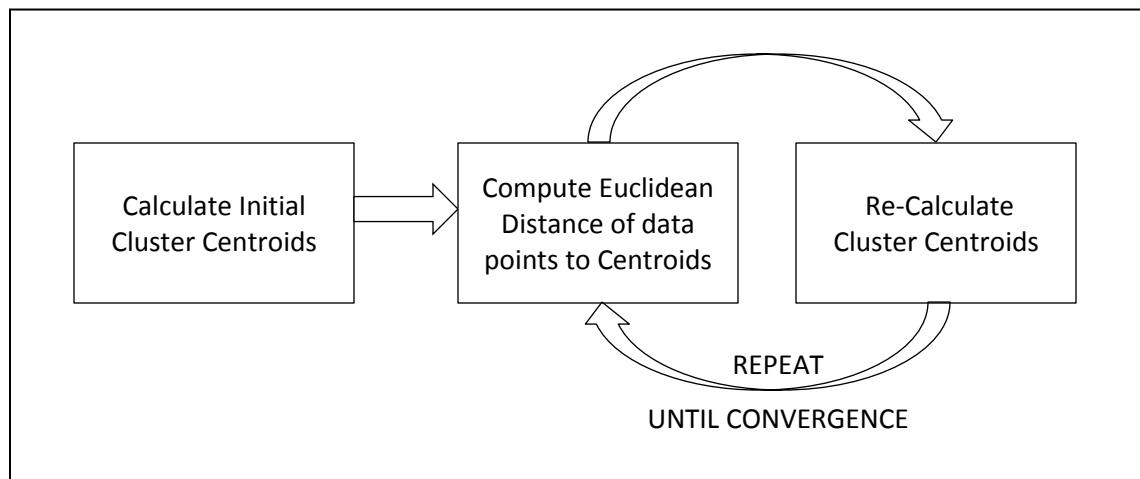 Calculate Initial
Cluster Centroids
Compute Euclidean
Distance of data
points to Centroids
Re-Calculate
Cluster Centroids
REPEAT
UNTIL CONVERGENCE